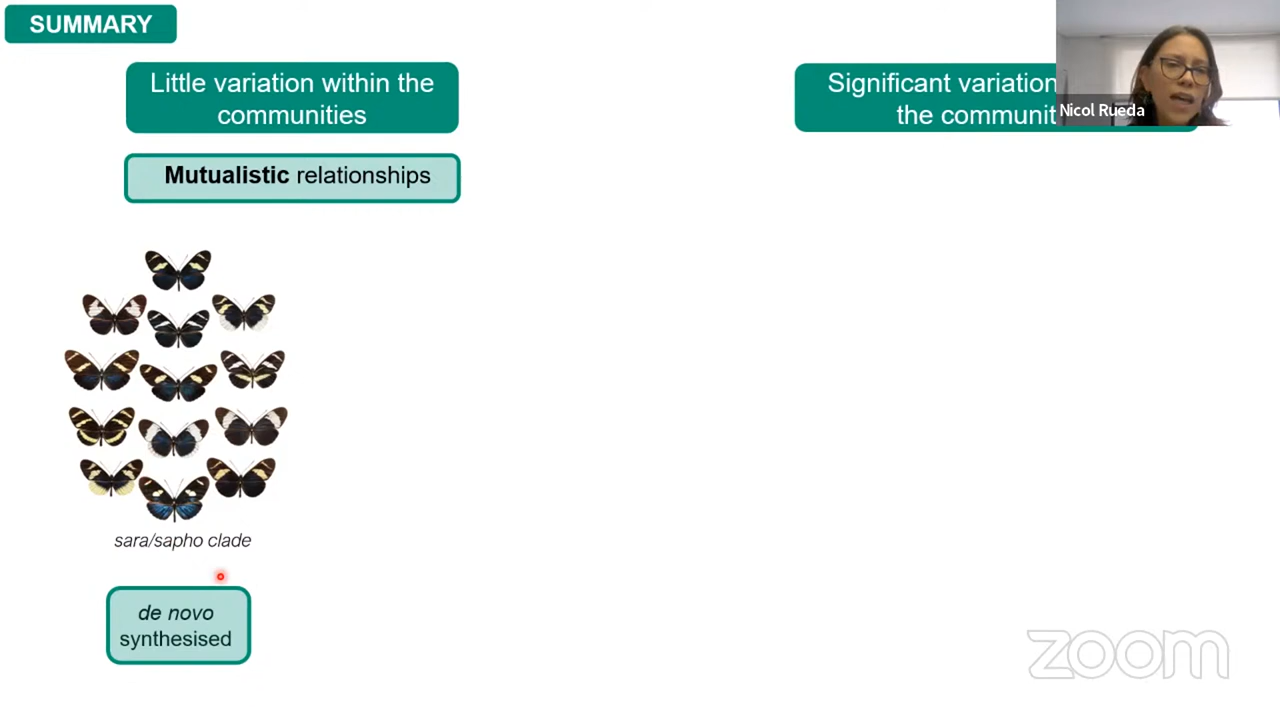 SUMMARY
Little variation within the
communities
Mutualistic relationships
Significant variation
the communit
Nicol Rueda
sara/sapho clade
de novo
synthesised
zoom